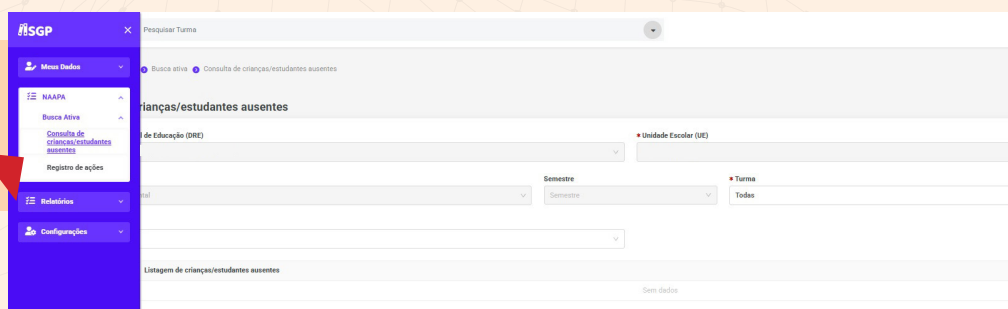 SGP
Pesquisar Turma
Meus Dados
Busca ativa Consulta de crianças/estudantes ausentes
NAAPA
Busca Ativa
Consulta de
crianças/estudantes
ausentes
Registro de ações
Relatórios
Configurações
rianças/estudantes ausentes
l de Educação (DRE)
* Unidade Escolar (UE)
Semestre
* Turma
ntal
Semestre
Todas
Listagem de crianças/estudantes ausentes
Sem dados